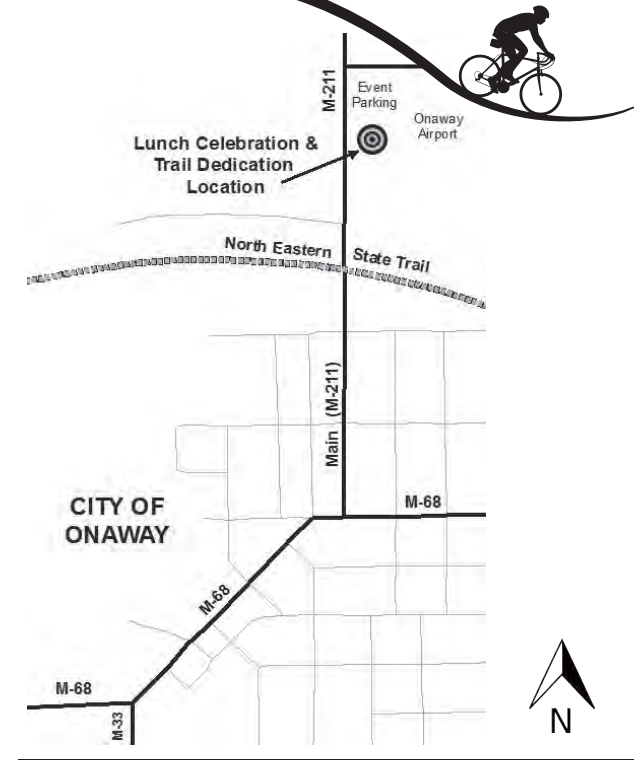 M-211
Event
Parking
Onaway
Airport
Lunch Celebration &
Trail Dedication
Location
North Eastern State Trail
Main (M-211)
M-68
CITY OF
ONAWAY
M-68
M-68
M-33
N